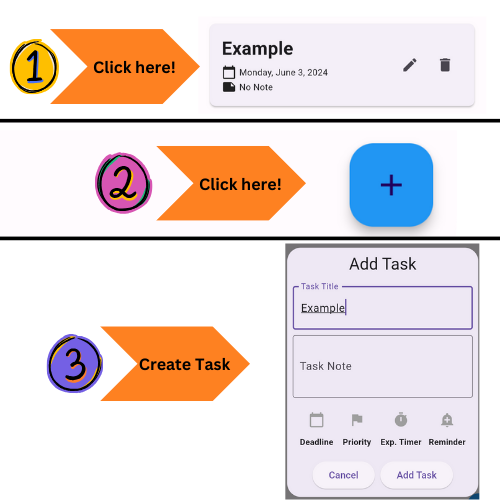 1
Click here!
Example
Monday, June 3, 2024
No Note
2
Click here!
+
3
Create Task
Add Task
Task Title
Example
Task Note
Deadline Priority Exp. Timer Reminder
Cancel Add Task